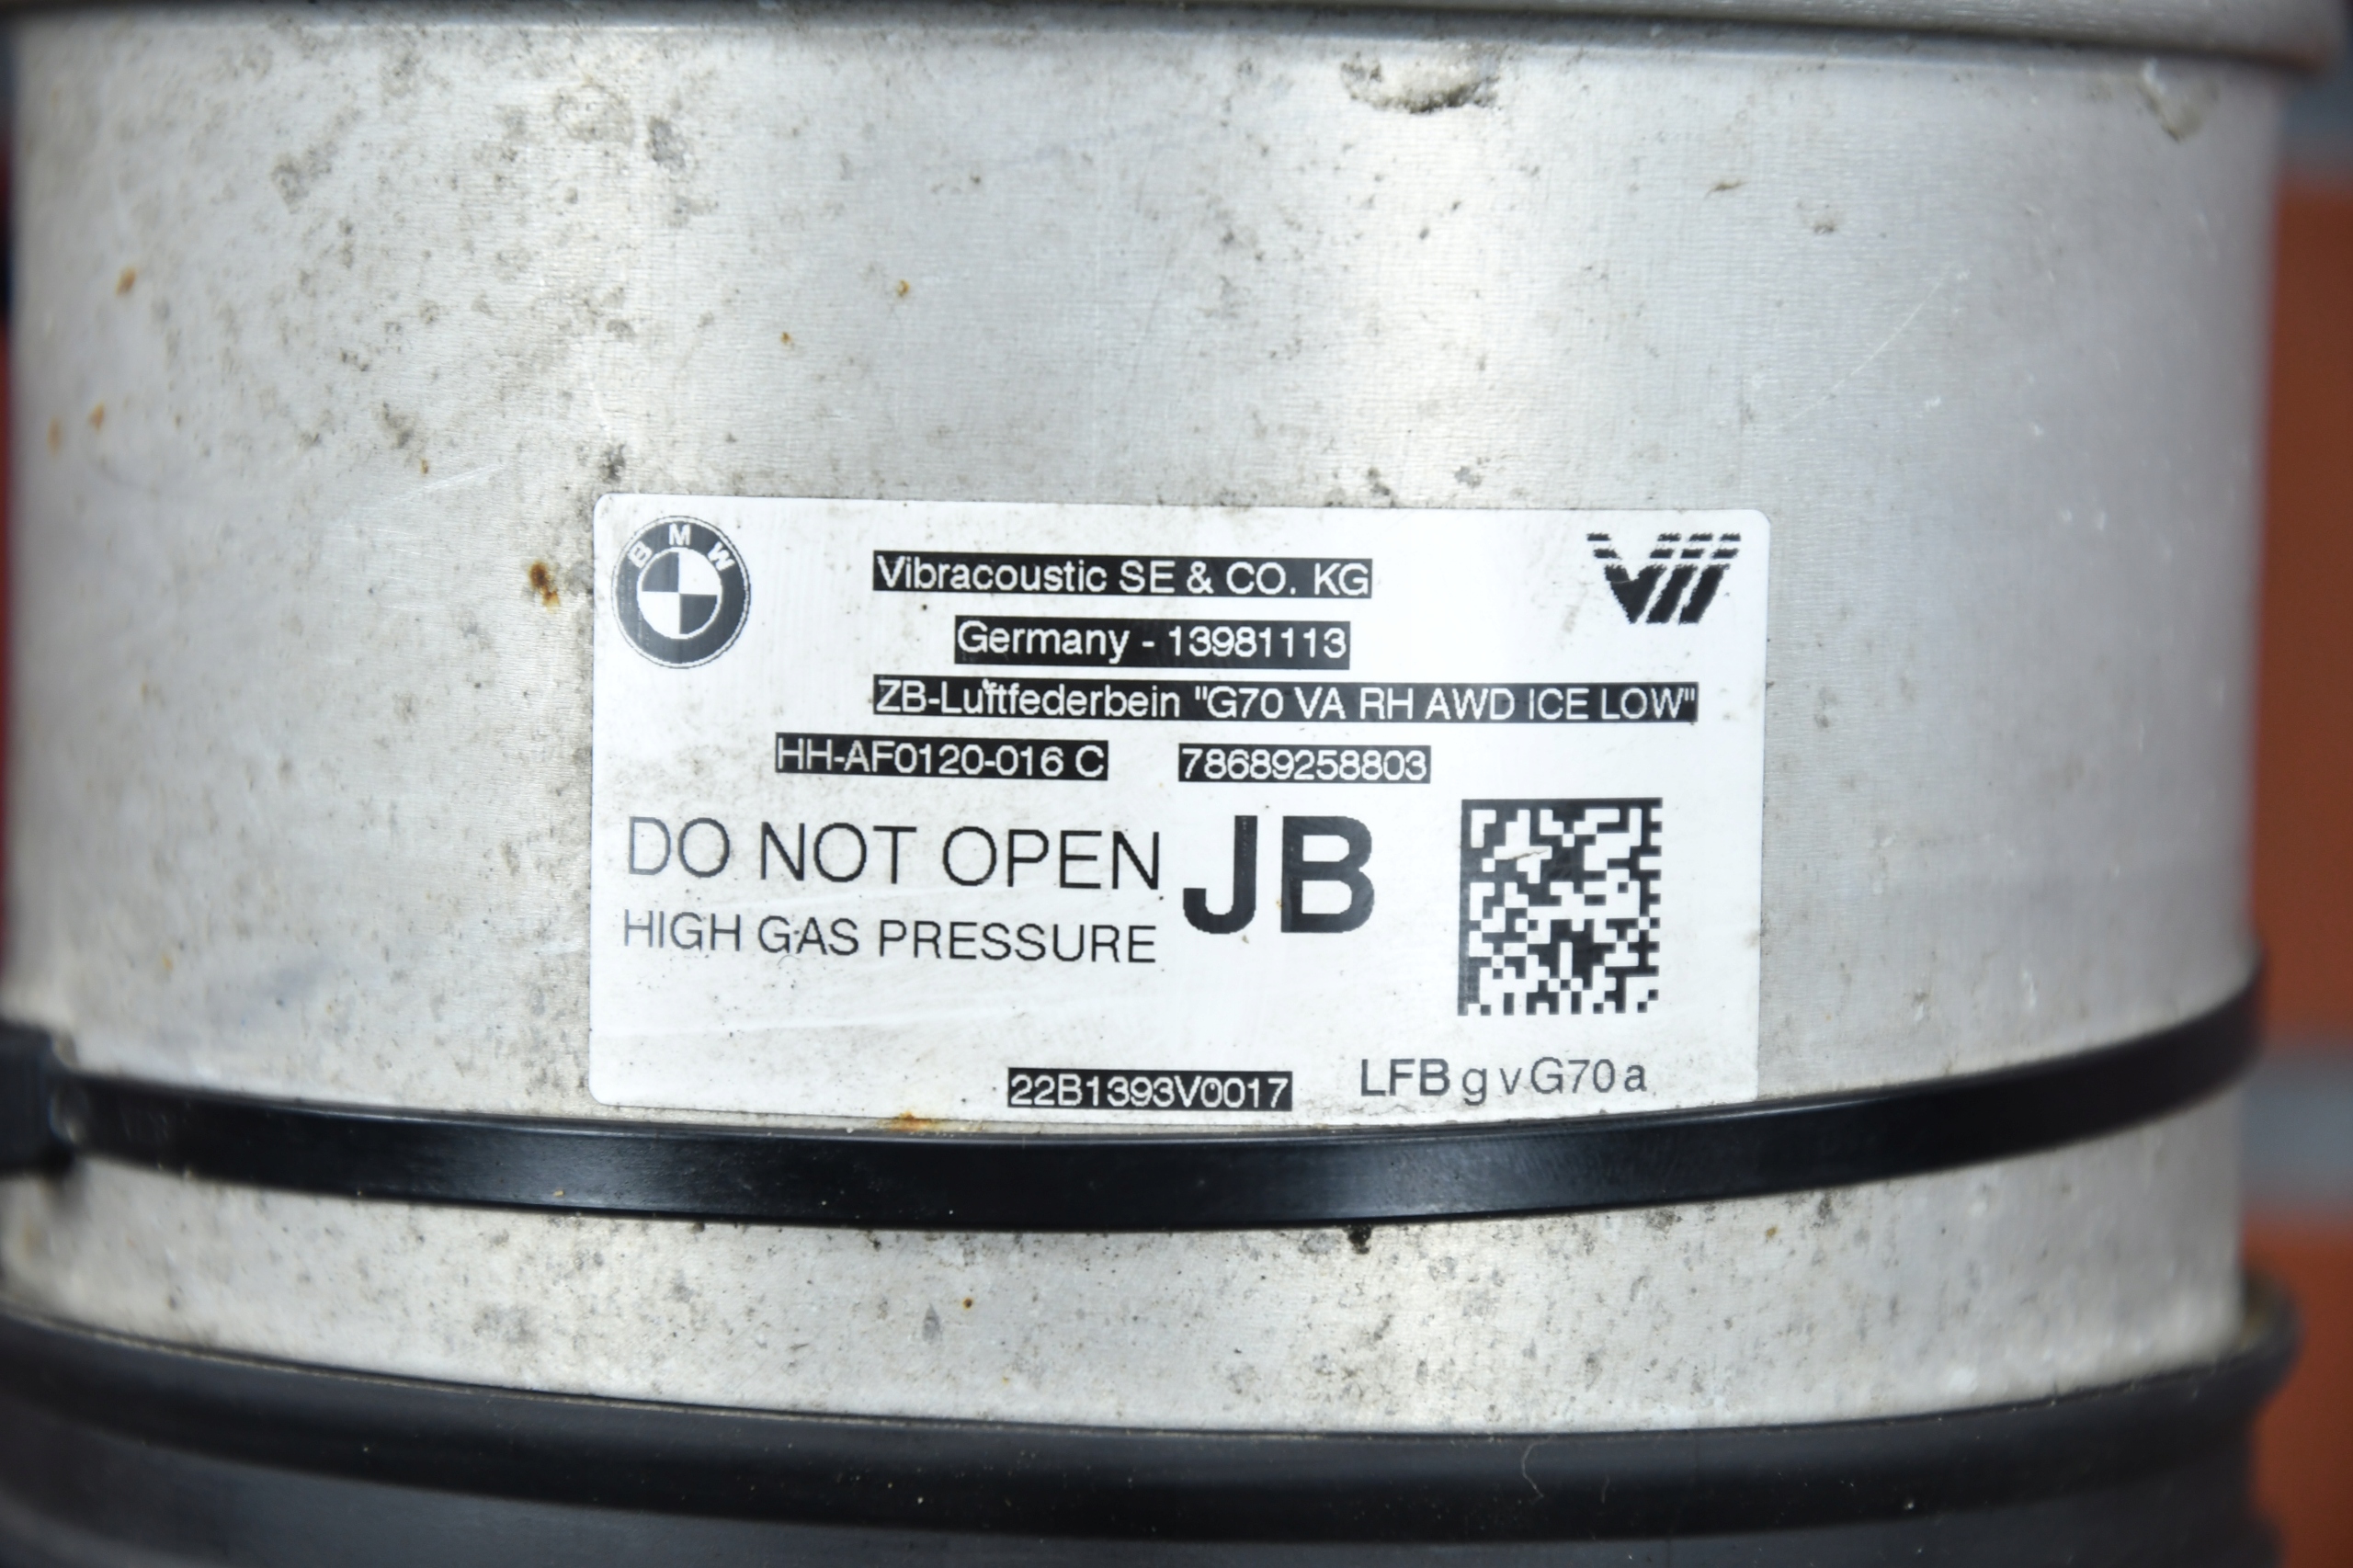 BMW
Vibracoustic SE & CO. KG
Germany - 13981113
ZB-Luftfederbein "G70 VA RH AWD ICE LOW"
HH-AF0120-016 C 78689258803
DO NOT OPEN JB
HIGH GAS PRESSURE
22B1393V0017 LFB g v G70 a